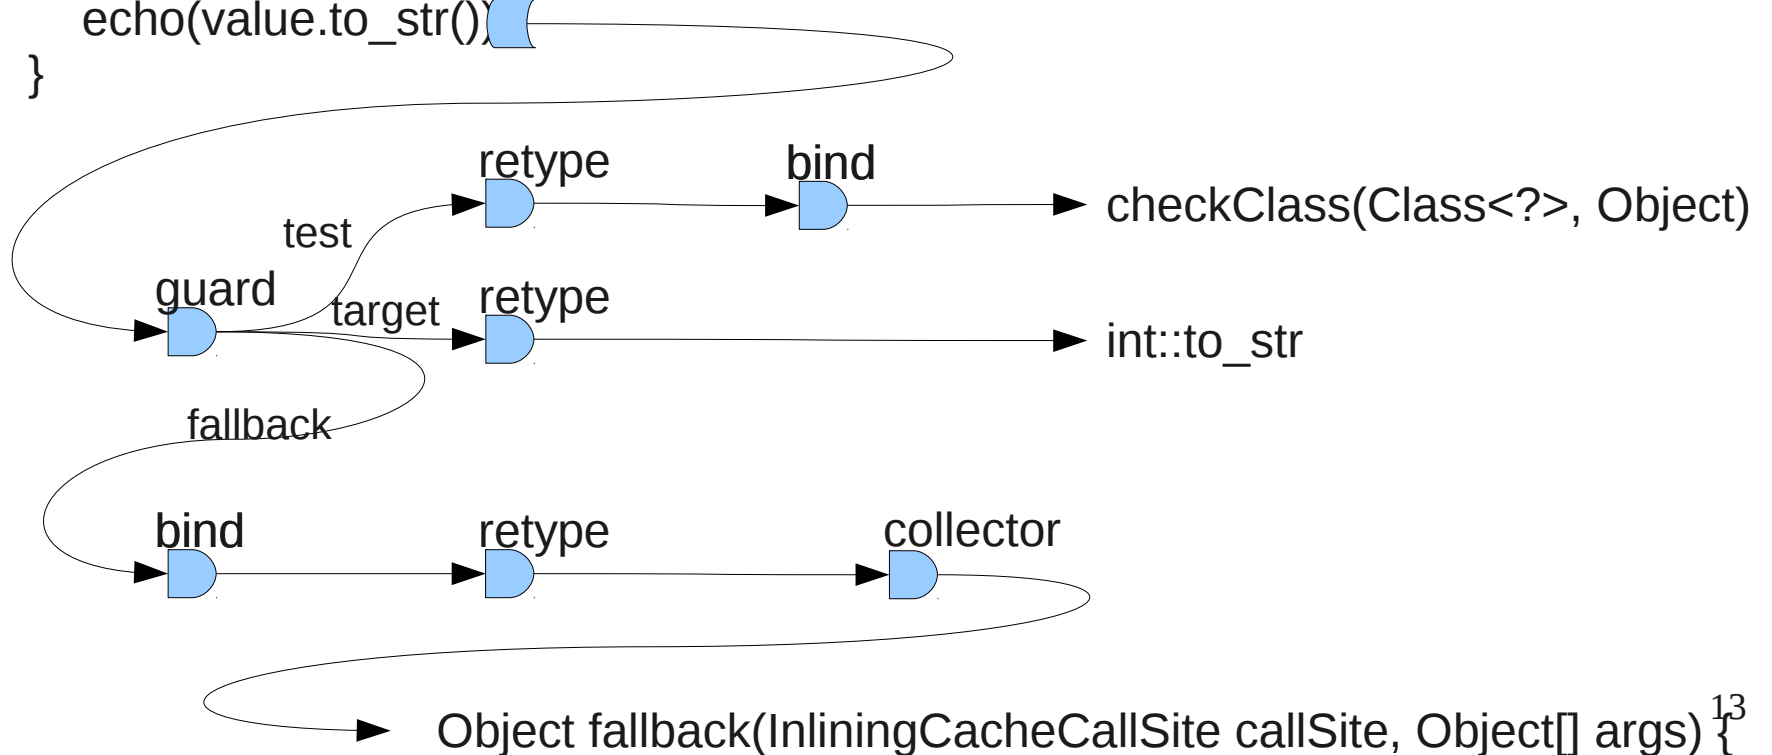 echo(value.to_str())
}
retype
bind
checkClass(Class<?>, Object)
test
guard
target
retype
int::to_str
fallback
bind
retype
collector
13
Object fallback(InliningCacheCallSite callSite, Object[] args) {